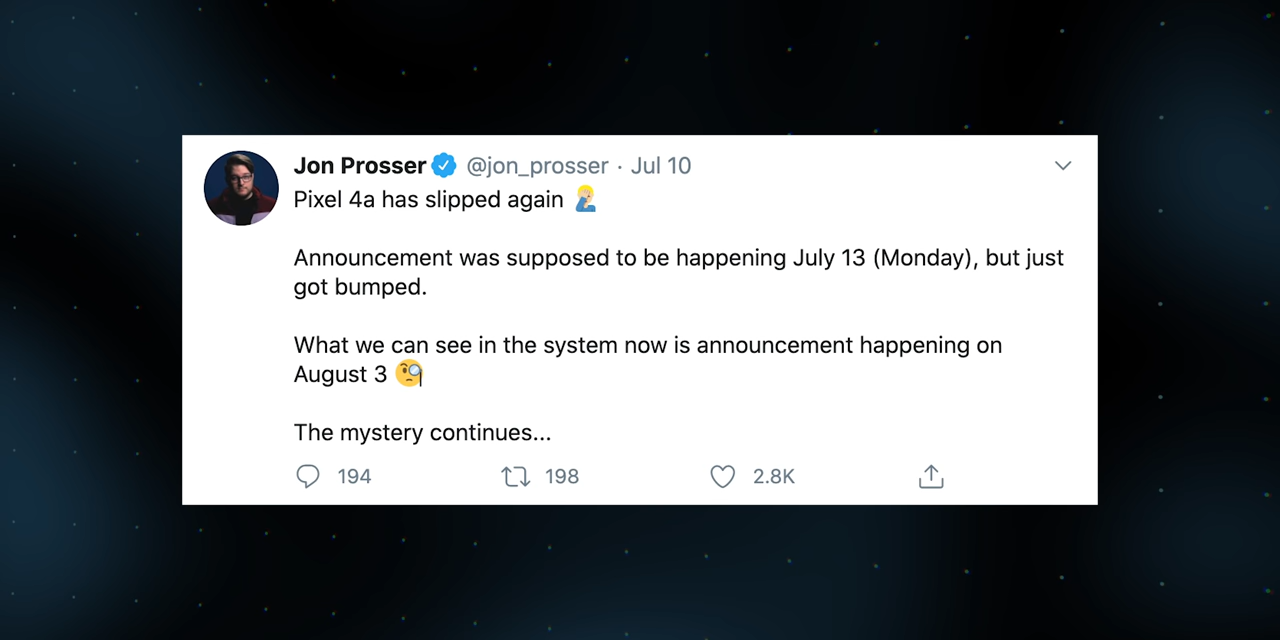 Jon Prosser @jon_prosser · Jul 10
Pixel 4a has slipped again 🤦🏼‍♂️
Announcement was supposed to be happening July 13 (Monday), but just
got bumped.
What we can see in the system now is announcement happening on
August 3 🧐
The mystery continues...
194 198 2.8K